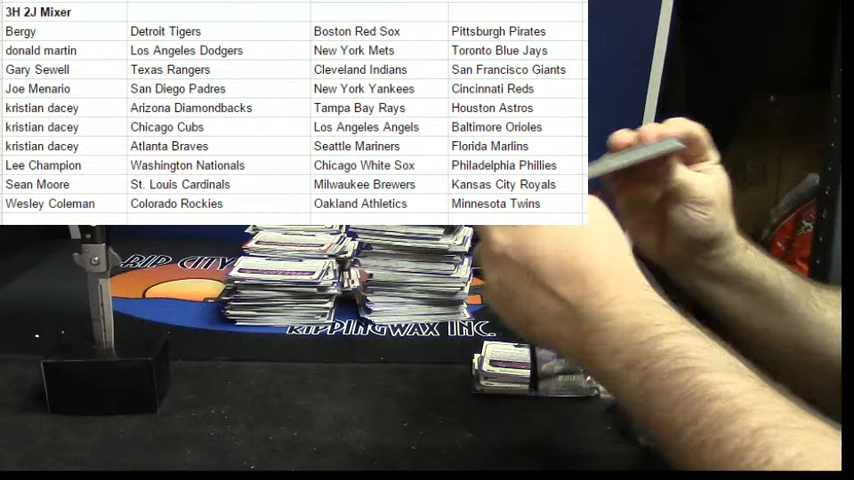 3H 2J Mixer
Bergy Detroit Tigers Boston Red Sox Pittsburgh Pirates
donald martin Los Angeles Dodgers New York Mets Toronto Blue Jays
Gary Sewell Texas Rangers Cleveland Indians San Francisco Giants
Joe Menario San Diego Padres New York Yankees Cincinnati Reds
kristian dacey Arizona Diamondbacks Tampa Bay Rays Houston Astros
kristian dacey Chicago Cubs Los Angeles Angels Baltimore Orioles
kristian dacey Atlanta Braves Seattle Mariners Florida Marlins
Lee Champion Washington Nationals Chicago White Sox Philadelphia Phillies
Sean Moore St. Louis Cardinals Milwaukee Brewers Kansas City Royals
Wesley Coleman Colorado Rockies Oakland Athletics Minnesota Twins
RIP CITY
RIPPINGWAX INC.